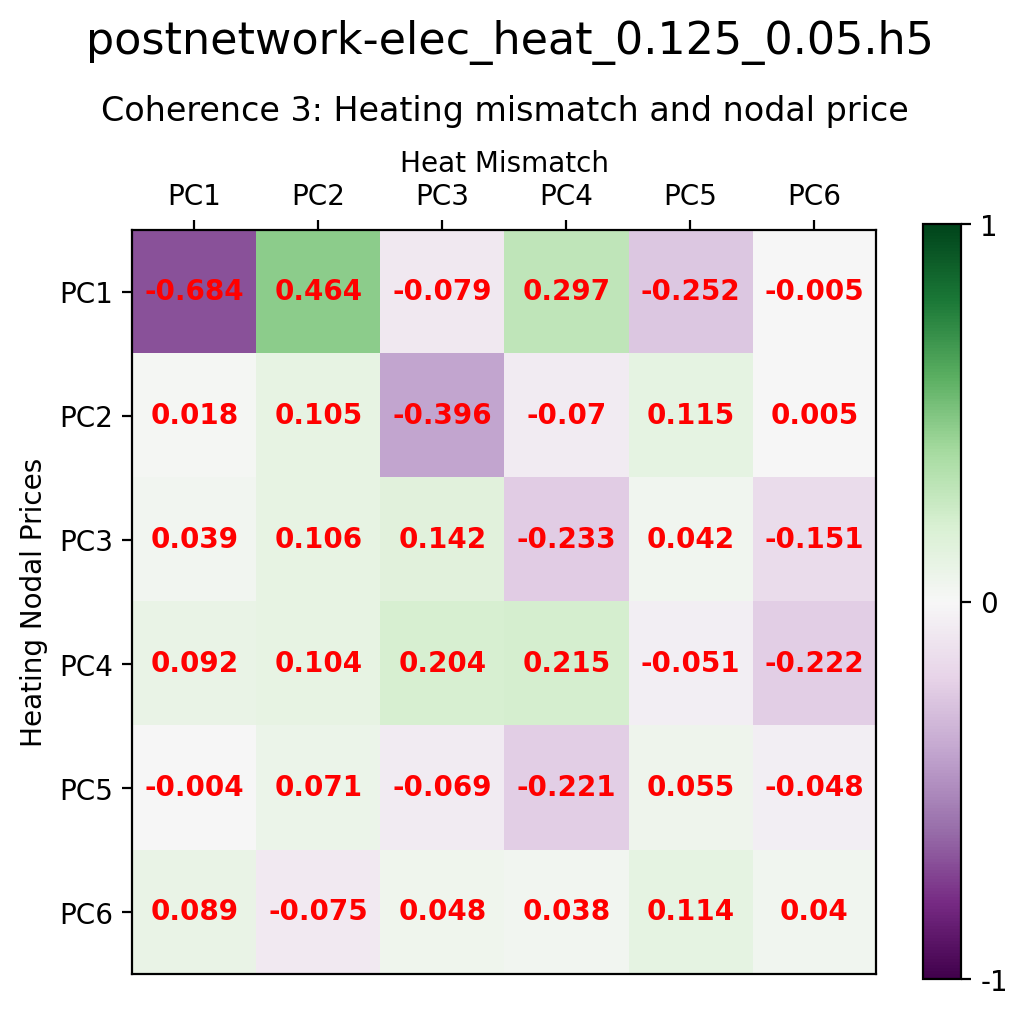 postnetwork-elec_heat_0.125_0.05.h5
Coherence 3: Heating mismatch and nodal price
Heat Mismatch
PC1 PC2 PC3 PC4 PC5 PC6
PC1 -0.684 0.464 -0.079 0.297 -0.252 -0.005
PC2 0.018 0.105 -0.396 -0.07 0.115 0.005
PC3 0.039 0.106 0.142 -0.233 0.042 -0.151
PC4 0.092 0.104 0.204 0.215 -0.051 -0.222
PC5 -0.004 0.071 -0.069 -0.221 0.055 -0.048
PC6 0.089 -0.075 0.048 0.038 0.114 0.04
Heating Nodal Prices
1
0
-1